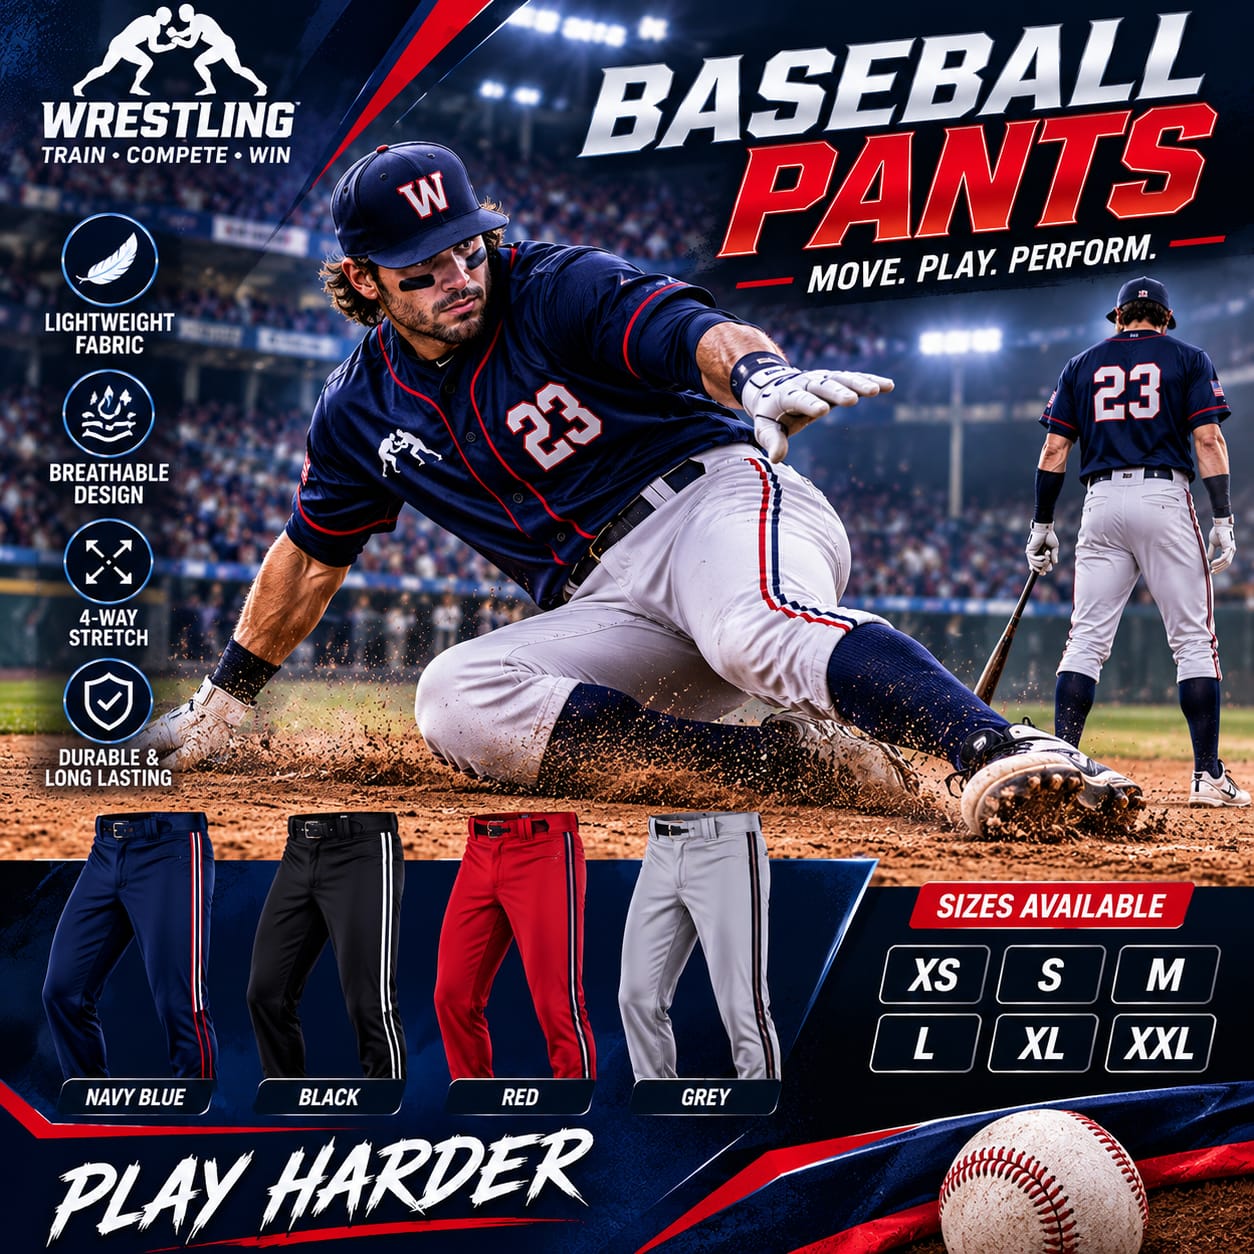 WRESTLING™
TRAIN • COMPETE • WIN
BASEBALL
PANTS
MOVE. PLAY. PERFORM.
LIGHTWEIGHT
FABRIC
BREATHABLE
DESIGN
4-WAY
STRETCH
DURABLE &
LONG LASTING
W
23
23
NAVY BLUE
BLACK
RED
GREY
SIZES AVAILABLE
XS
S
M
L
XL
XXL
PLAY HARDER